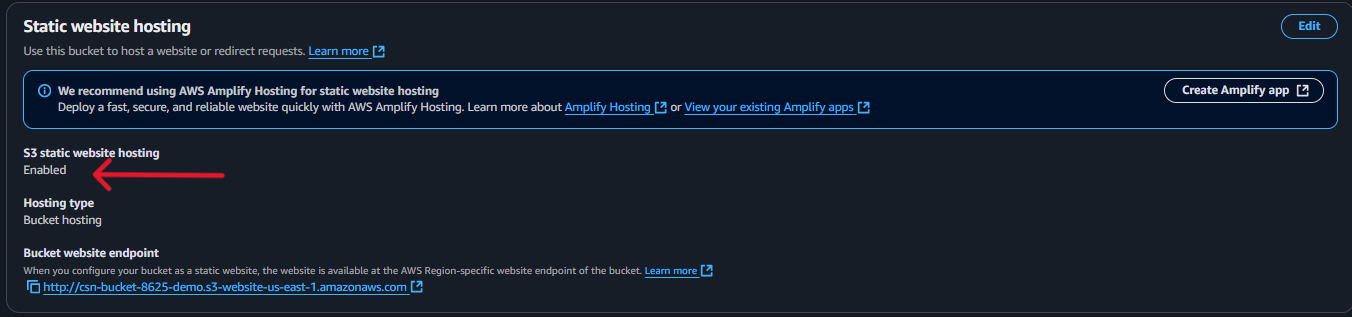 Static website hosting
Edit
Use this bucket to host a website or redirect requests. Learn more
We recommend using AWS Amplify Hosting for static website hosting
Deploy a fast, secure, and reliable website quickly with AWS Amplify Hosting. Learn more about Amplify Hosting or View your existing Amplify apps
Create Amplify app
S3 static website hosting
Enabled
Hosting type
Bucket hosting
Bucket website endpoint
When you configure your bucket as a static website, the website is available at the AWS Region-specific website endpoint of the bucket. Learn more
http://csn-bucket-8625-demo.s3-website-us-east-1.amazonaws.com